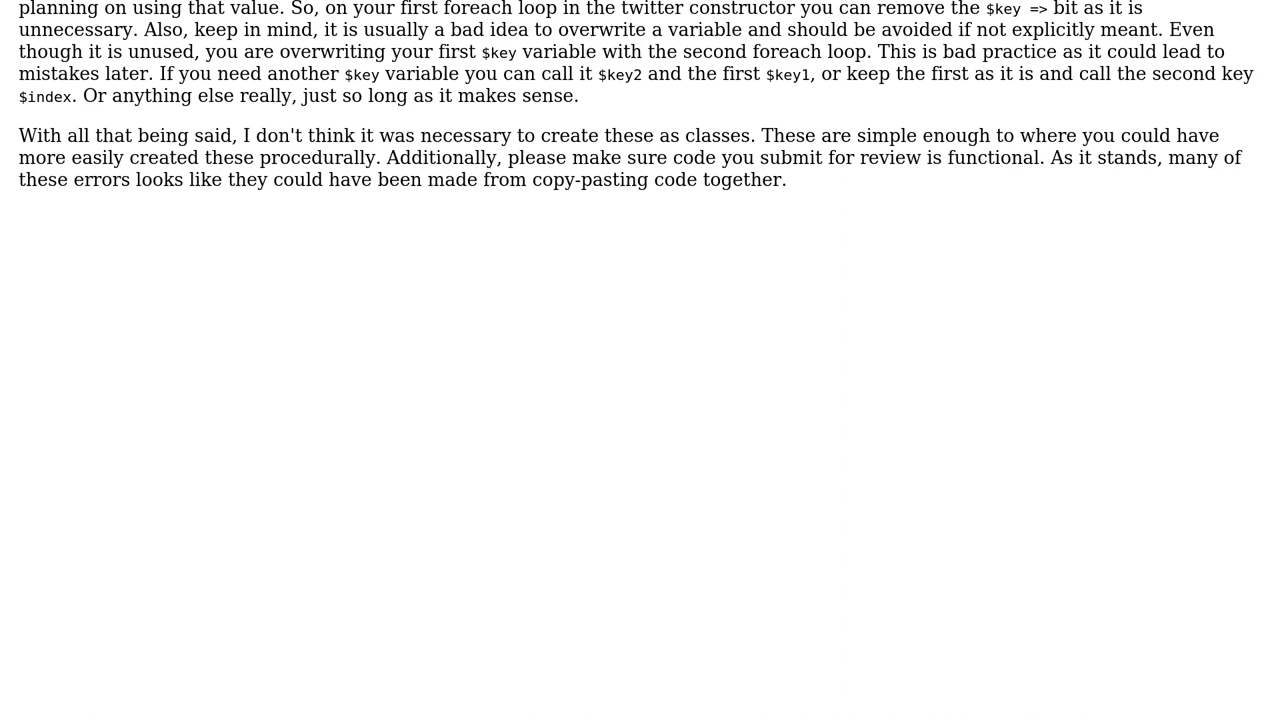 planning on using that value. So, on your first foreach loop in the twitter constructor you can remove the $key => bit as it is
unnecessary. Also, keep in mind, it is usually a bad idea to overwrite a variable and should be avoided if not explicitly meant. Even
though it is unused, you are overwriting your first $key variable with the second foreach loop. This is bad practice as it could lead to
mistakes later. If you need another $key variable you can call it $key2 and the first $key1, or keep the first as it is and call the second key
$index. Or anything else really, just so long as it makes sense.
With all that being said, I don't think it was necessary to create these as classes. These are simple enough to where you could have
more easily created these procedurally. Additionally, please make sure code you submit for review is functional. As it stands, many of
these errors looks like they could have been made from copy-pasting code together.